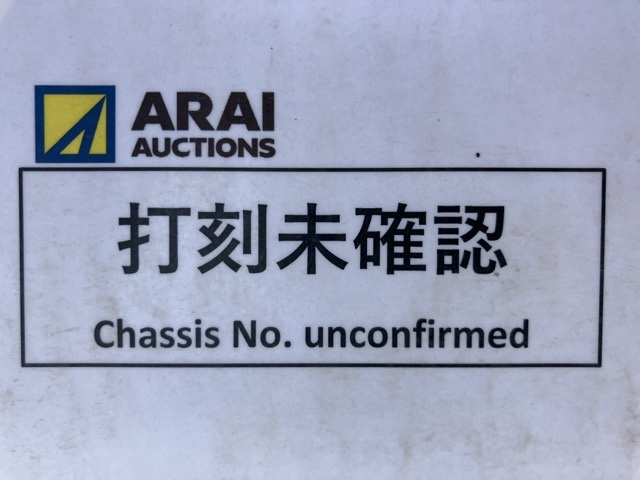 ARAI
AUCTIONS
打刻未確認
Chassis No. unconfirmed